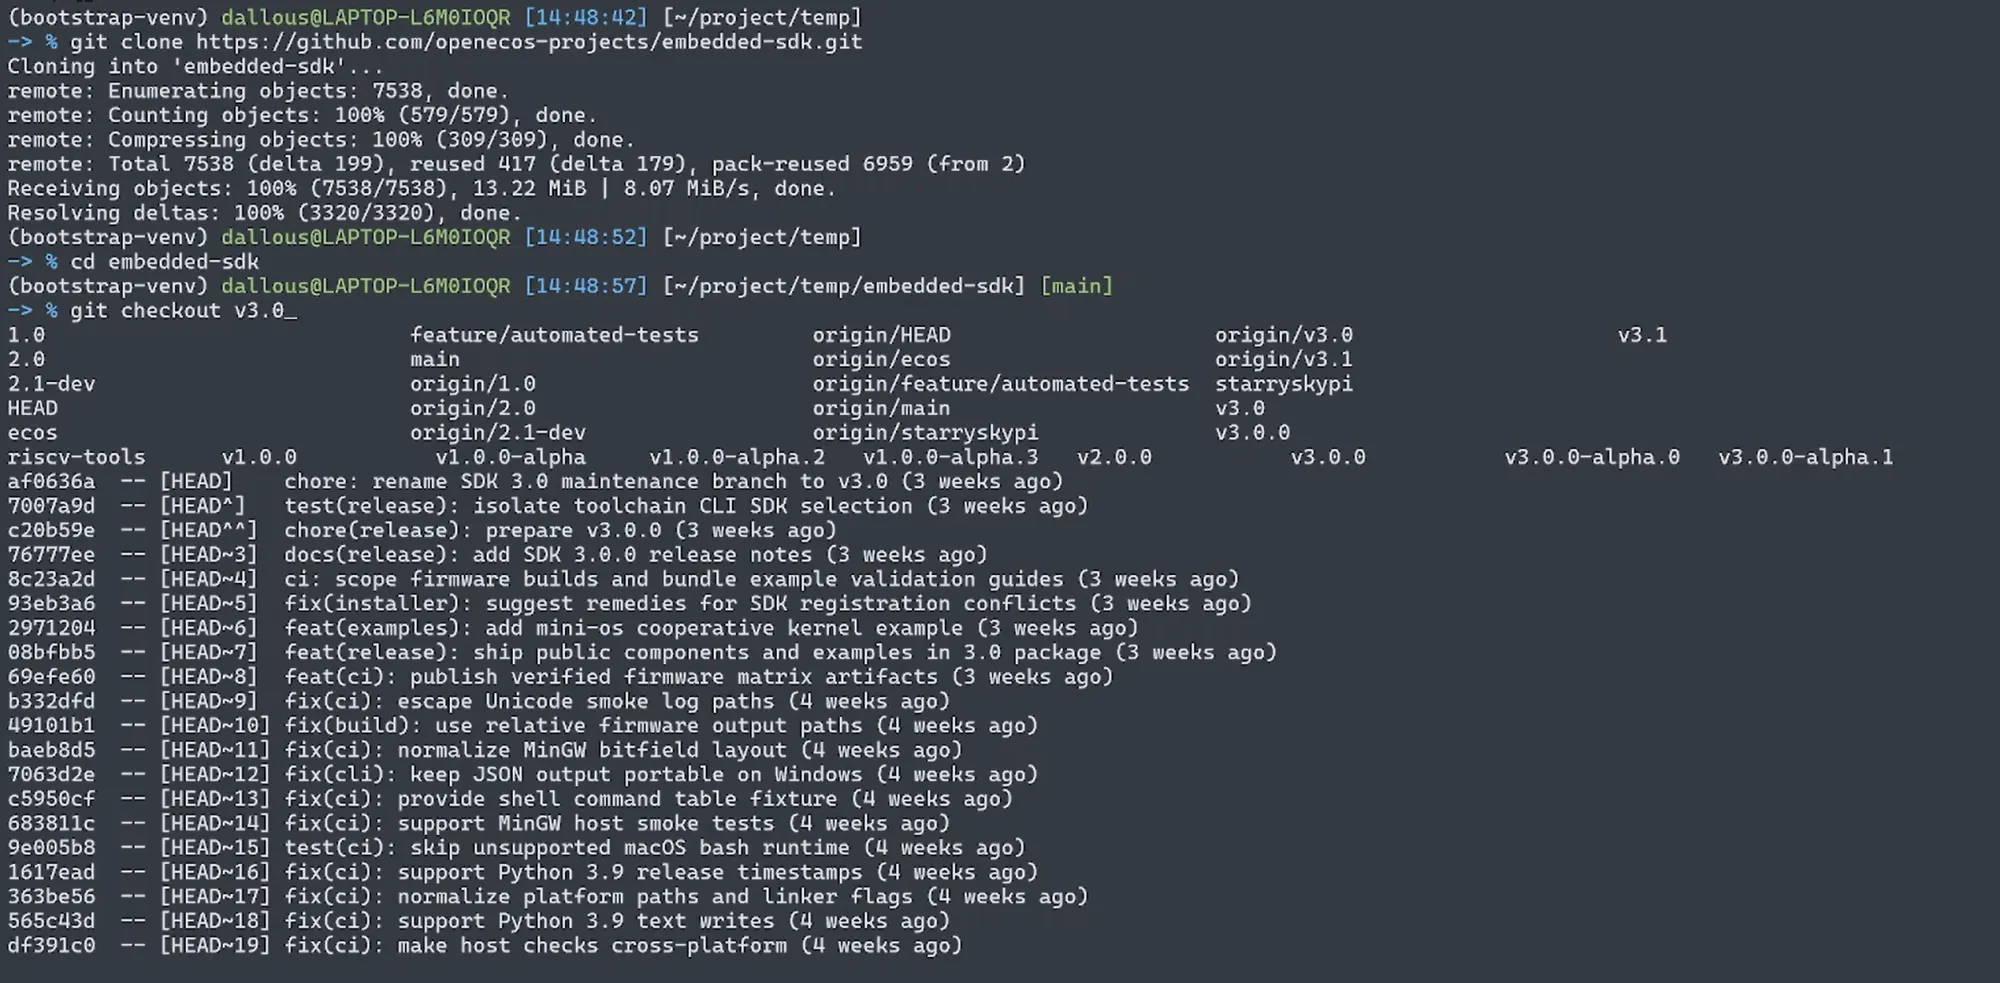 (bootstrap-venv) dallous@LAPTOP-L6M0IOQR [14:48:42] [~/project/temp]
-> % git clone https://github.com/openecos-projects/embedded-sdk.git
Cloning into 'embedded-sdk'...
remote: Enumerating objects: 7538, done.
remote: Counting objects: 100% (579/579), done.
remote: Compressing objects: 100% (309/309), done.
remote: Total 7538 (delta 199), reused 417 (delta 179), pack-reused 6959 (from 2)
Receiving objects: 100% (7538/7538), 13.22 MiB | 8.07 MiB/s, done.
Resolving deltas: 100% (3320/3320), done.
(bootstrap-venv) dallous@LAPTOP-L6M0IOQR [14:48:52] [~/project/temp]
-> % cd embedded-sdk
(bootstrap-venv) dallous@LAPTOP-L6M0IOQR [14:48:57] [~/project/temp/embedded-sdk] [main]
-> % git checkout v3.0_
1.0 feature/automated-tests origin/HEAD origin/v3.0 v3.1
2.0 main origin/ecos origin/v3.1
2.1-dev origin/1.0 origin/feature/automated-tests starryskypi
HEAD origin/2.0 origin/main v3.0
ecos origin/2.1-dev origin/starryskypi v3.0.0
riscv-tools v1.0.0 v1.0.0-alpha v1.0.0-alpha.2 v1.0.0-alpha.3 v2.0.0 v3.0.0 v3.0.0-alpha.0 v3.0.0-alpha.1
af0636a -- [HEAD] chore: rename SDK 3.0 maintenance branch to v3.0 (3 weeks ago)
7007a9d -- [HEAD^] test(release): isolate toolchain CLI SDK selection (3 weeks ago)
c20b59e -- [HEAD^^] chore(release): prepare v3.0.0 (3 weeks ago)
76777ee -- [HEAD~3] docs(release): add SDK 3.0.0 release notes (3 weeks ago)
8c23a2d -- [HEAD~4] ci: scope firmware builds and bundle example validation guides (3 weeks ago)
93eb3a6 -- [HEAD~5] fix(installer): suggest remedies for SDK registration conflicts (3 weeks ago)
2971204 -- [HEAD~6] feat(examples): add mini-os cooperative kernel example (3 weeks ago)
08bfbb5 -- [HEAD~7] feat(release): ship public components and examples in 3.0 package (3 weeks ago)
69efe60 -- [HEAD~8] feat(ci): publish verified firmware matrix artifacts (3 weeks ago)
b332dfd -- [HEAD~9] fix(ci): escape Unicode smoke log paths (4 weeks ago)
49101b1 -- [HEAD~10] fix(build): use relative firmware output paths (4 weeks ago)
baeb8d5 -- [HEAD~11] fix(ci): normalize MinGW bitfield layout (4 weeks ago)
7063d2e -- [HEAD~12] fix(cli): keep JSON output portable on Windows (4 weeks ago)
c5950cf -- [HEAD~13] fix(ci): provide shell command table fixture (4 weeks ago)
683811c -- [HEAD~14] fix(ci): support MinGW host smoke tests (4 weeks ago)
9e005b8 -- [HEAD~15] test(ci): skip unsupported macOS bash runtime (4 weeks ago)
1617ead -- [HEAD~16] fix(ci): support Python 3.9 release timestamps (4 weeks ago)
363be56 -- [HEAD~17] fix(ci): normalize platform paths and linker flags (4 weeks ago)
565c43d -- [HEAD~18] fix(ci): support Python 3.9 text writes (4 weeks ago)
df391c0 -- [HEAD~19] fix(ci): make host checks cross-platform (4 weeks ago)